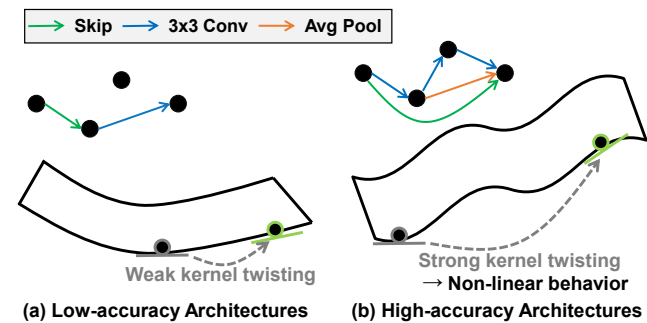 Skip 3x3 Conv Avg Pool
Weak kernel twisting
Strong kernel twisting
→ Non-linear behavior
(a) Low-accuracy Architectures
(b) High-accuracy Architectures